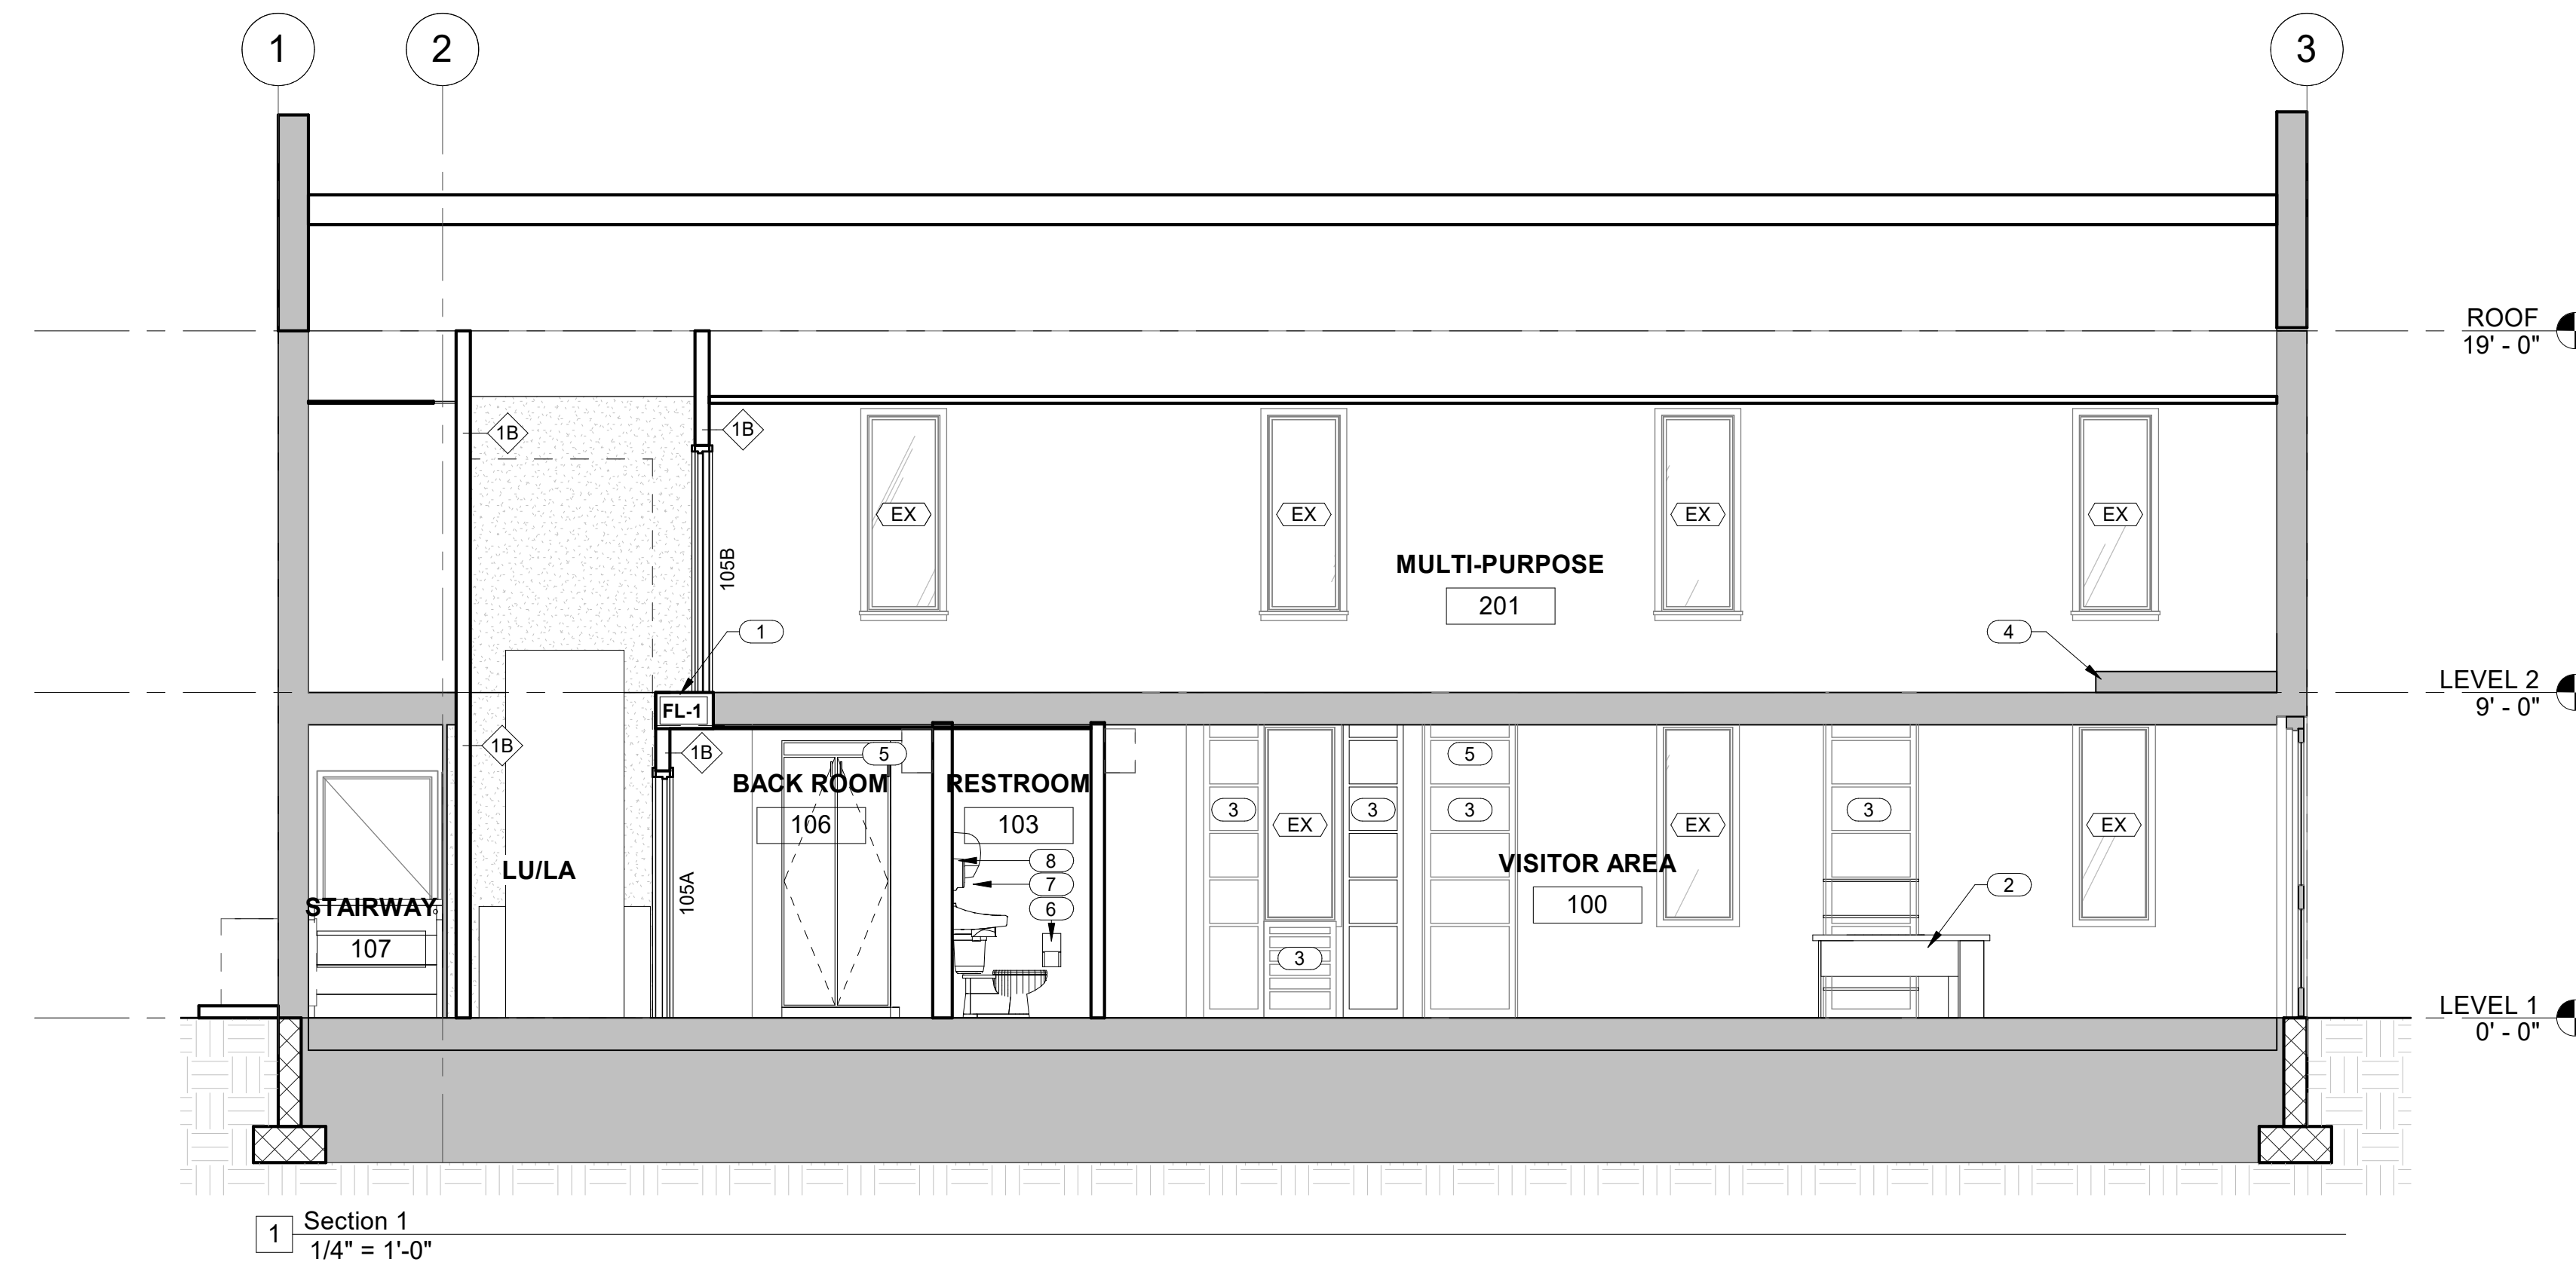 1
2
3
ROOF
19' - 0"
1B
1B
EX
EX
EX
EX
105B
MULTI-PURPOSE
201
1
4
LEVEL 2
9' - 0"
FL-1
1B
1B
5
5
BACK ROOM
RESTROOM
106
103
3
3
3
3
EX
EX
EX
8
7
6
LU/LA
105A
VISITOR AREA
100
2
STAIRWAY
107
3
LEVEL 1
0' - 0"
1
Section 1
1/4" = 1'-0"